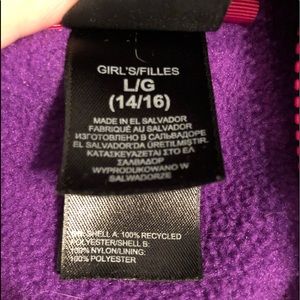 GIRL'S/FILLES
L/G
(14/16)
MADE IN EL SALVADOR
FABRIQUÉ AU SALVADOR
ИЗГОТОВЛЕНО В САЛЬВАДОРЕ
EL SALVADOR'DA ÜRETILMIŞTIR.
ΚΑΤΑΣΚΕΥΑΖΕΤΑΙ ΣΤΟ ΕΛ
ΣΑΛΒΑΔΟΡ
WYPRODUKOWANO W
SALWADORZE
SHELL A: 100% RECYCLED
POLYESTER/SHELL B:
100% NYLON/LINING:
100% POLYESTER